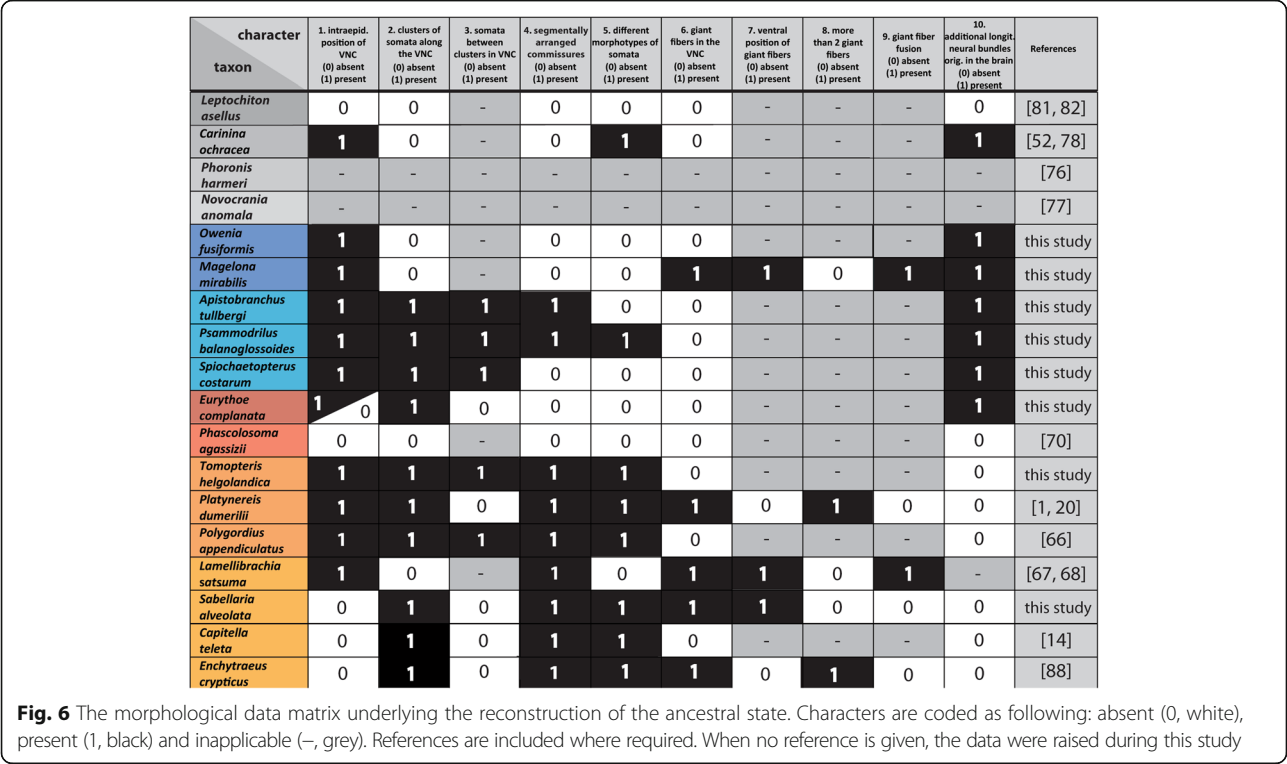 character
taxon
1. intraepid.
position of
VNC
(0) absent
(1) present
2. clusters of
somata along
the VNC
(0) absent
(1) present
3. somata
between
clusters in VNC
(0) absent
(1) present
4. segmentally
arranged
commissures
(0) absent
(1) present
5. different
morphotypes of
somata
(0) absent
(1) present
6. giant
fibers in the
VNC
(0) absent
(1) present
7. ventral
position of
giant fibers
(0) absent
(1) present
8. more
than 2 giant
fibers
(0) absent
(1) present
9. giant fiber
fusion
(0) absent
(1) present
10.
additional longit.
neural bundles
orig. in the brain
(0) absent
(1) present
References
Leptochiton
asellus
0 0 - 0 0 0 - - - 0 [81, 82]
Carinina
ochracea
1 0 - 0 1 0 - - - 1 [52, 78]
Phoronis
harmeri
- - - - - - - - - - [76]
Novocrania
anomala
- - - - - - - - - - [77]
Owenia
fusiformis
1 0 - 0 0 0 - - - 1 this study
Magelona
mirabilis
1 0 - 0 0 1 1 0 1 1 this study
Apistobranchus
tullbergi
1 1 1 1 0 0 - - - 1 this study
Psammodrilus
balanoglossoides
1 1 1 1 1 0 - - - 1 this study
Spiochaetopterus
costarum
1 1 1 0 0 0 - - - 1 this study
Eurythoe
complanata
1 0 1 0 0 0 0 - - - 1 this study
Phascolosoma
agassizii
0 0 - 0 0 0 - - - 0 [70]
Tomopteris
helgolandica
1 1 1 1 1 0 - - - 0 this study
Platynereis
dumerilii
1 1 0 1 1 1 0 1 0 0 [1, 20]
Polygordius
appendiculatus
1 1 1 1 1 0 - - - 0 [66]
Lamellibrachia
satsuma
1 0 - 1 0 1 1 0 1 - [67, 68]
Sabellaria
alveolata
0 1 0 1 1 1 1 0 0 0 this study
Capitella
teleta
0 1 0 1 1 0 - - - 0 [14]
Enchytraeus
crypticus
0 1 0 1 1 1 0 1 0 0 [88]
Fig. 6 The morphological data matrix underlying the reconstruction of the ancestral state. Characters are coded as following: absent (0, white),
present (1, black) and inapplicable (–, grey). References are included where required. When no reference is given, the data were raised during this study